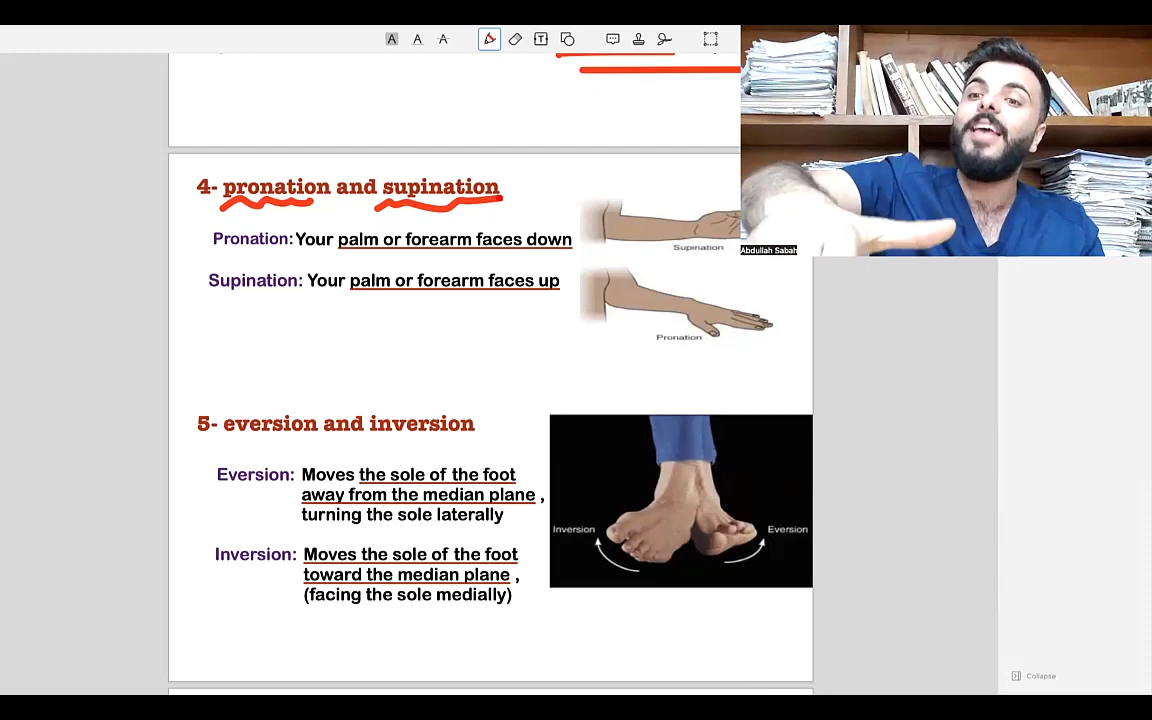 A A A T
4- pronation and supination
Pronation: Your palm or forearm faces down
Supination: Your palm or forearm faces up
Supination
Pronation
Abdullah Sabah
5- eversion and inversion
Eversion: Moves the sole of the foot
away from the median plane ,
turning the sole laterally
Inversion: Moves the sole of the foot
toward the median plane ,
(facing the sole medially)
Inversion
Eversion
Collapse